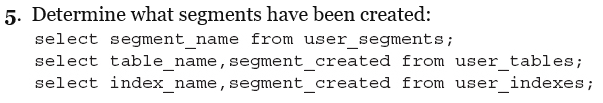 5. Determine what segments have been created:
select segment_name from user_segments;
select table_name,segment_created from user_tables;
select index_name,segment_created from user_indexes;